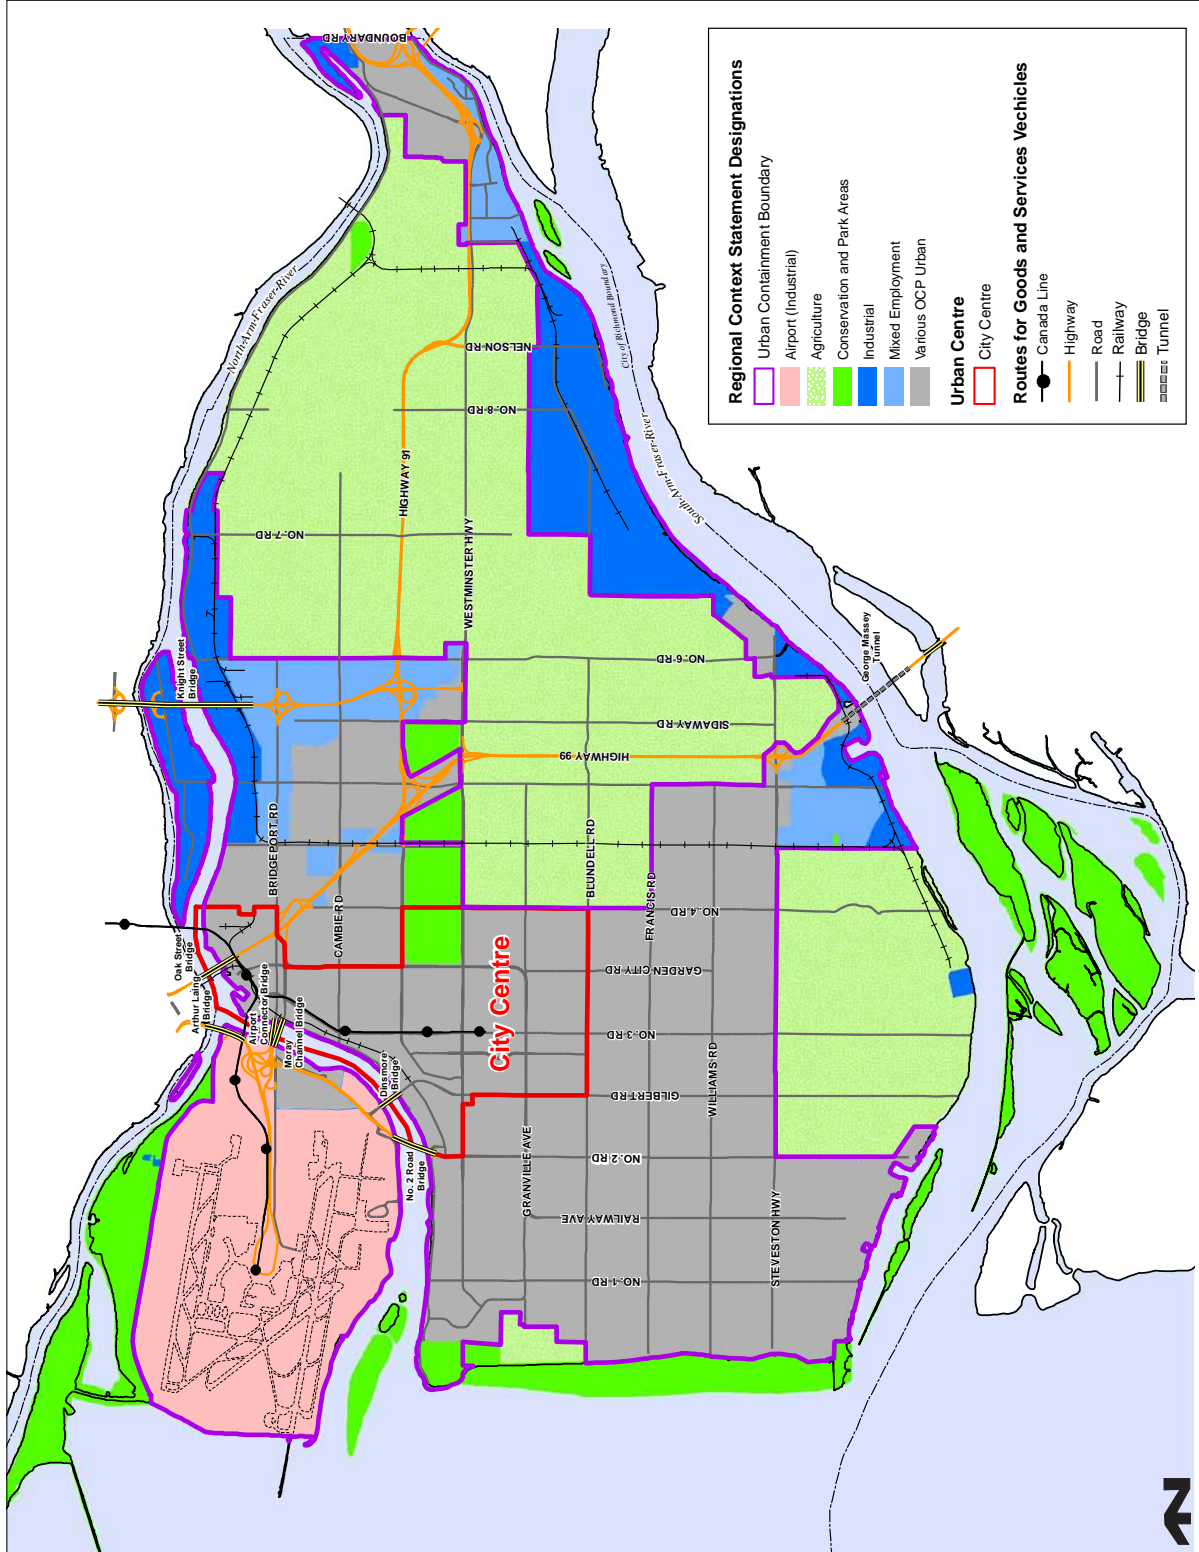 BOUNDARY RD
North-Arm-Fraser-River
NELSON RD
NO. 8 RD
HIGHWAY 91
NO. 7 RD
WESTMINSTER HWY
City of Richmond Boundary
South-Arm-Fraser-River
Knight Street
Bridge
NO. 6 RD
SIDAWAY RD
HIGHWAY 99
George Massey
Tunnel
BRIDGEPORT RD
CAMBIE RD
BLUNDELL RD
FRANCIS RD
NO. 4 RD
GARDEN CITY RD
NO. 3 RD
GILBERT RD
WILLIAMS RD
NO. 2 RD
GRANVILLE AVE
RAILWAY AVE
STEVESTON HWY
NO. 1 RD
Oak Street
Bridge
Arthur Laing
Bridge
Airport
Connector Bridge
Moray
Channel Bridge
Dinsmore
Bridge
No. 2 Road
Bridge
City Centre
Regional Context Statement Designations
Urban Containment Boundary
Airport (Industrial)
Agriculture
Conservation and Park Areas
Industrial
Mixed Employment
Various OCP Urban
Urban Centre
City Centre
Routes for Goods and Services Vechicles
Canada Line
Highway
Road
Railway
Bridge
Tunnel
N